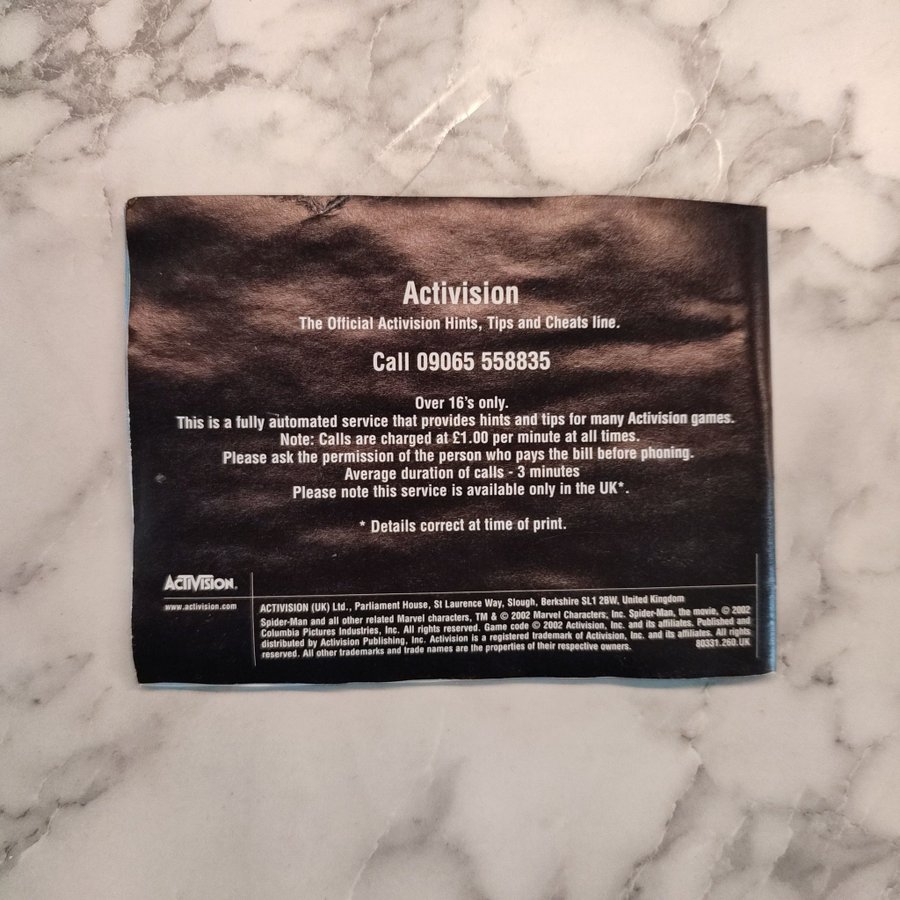 Activision
The Official Activision Hints, Tips and Cheats line.
Call 09065 558835
Over 16's only.
This is a fully automated service that provides hints and tips for many Activision games.
Note: Calls are charged at £1.00 per minute at all times.
Please ask the permission of the person who pays the bill before phoning.
Average duration of calls - 3 minutes
Please note this service is available only in the UK*.
* Details correct at time of print.
ACTIVISION.
www.activision.com
ACTIVISION (UK) Ltd., Parliament House, St Laurence Way, Slough, Berkshire SL1 2BW, United Kingdom
Spider-Man and all other related Marvel characters, TM & © 2002 Marvel Characters, Inc. Spider-Man, the movie, © 2002
Columbia Pictures Industries, Inc. All rights reserved. Game code © 2002 Activision, Inc. and its affiliates. Published and
distributed by Activision Publishing, Inc. Activision is a registered trademark of Activision, Inc. and its affiliates. All rights
reserved. All other trademarks and trade names are the properties of their respective owners.
80331.260.UK